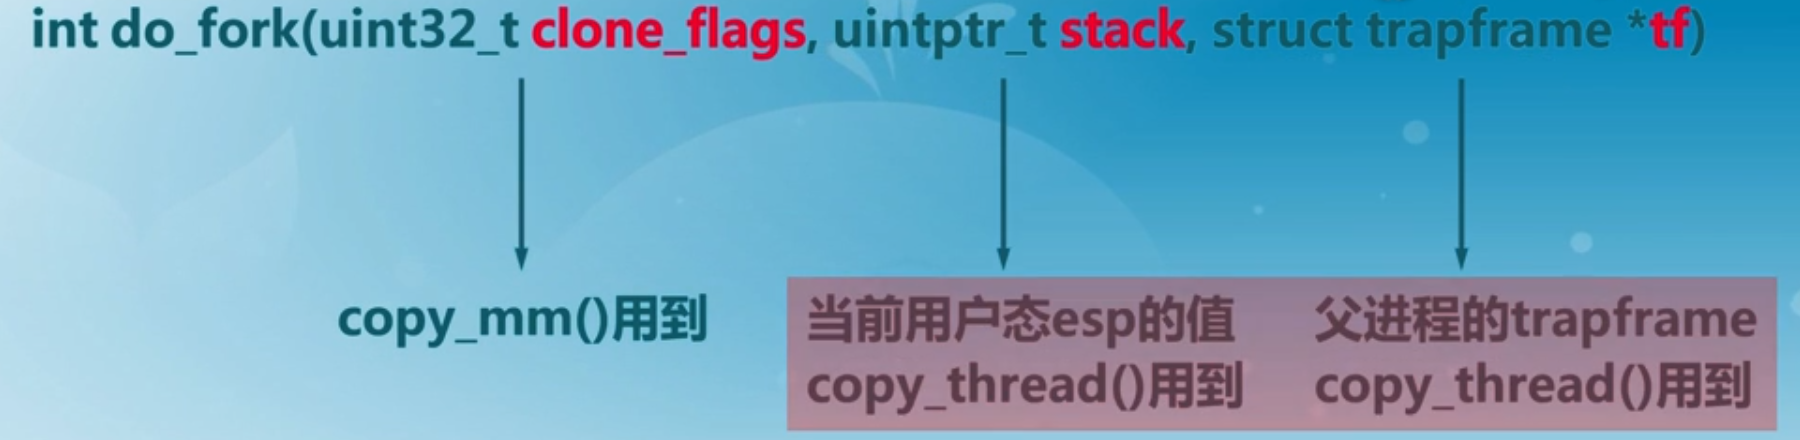 int do_fork(uint32_t clone_flags, uintptr_t stack, struct trapframe *tf)
copy_mm()用到
当前用户态esp的值
copy_thread()用到
父进程的trapframe
copy_thread()用到